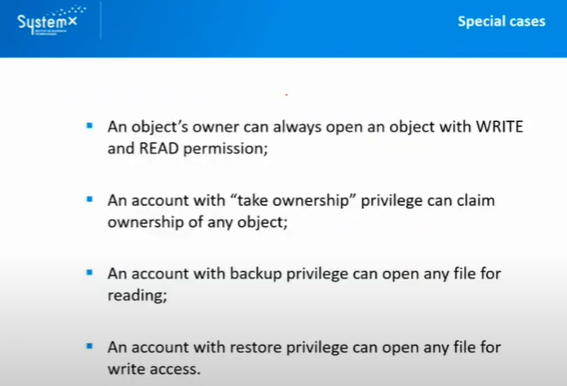 Systemx
Special cases
An object's owner can always open an object with WRITE
and READ permission;
An account with "take ownership" privilege can claim
ownership of any object;
An account with backup privilege can open any file for
reading;
An account with restore privilege can open any file for
write access.